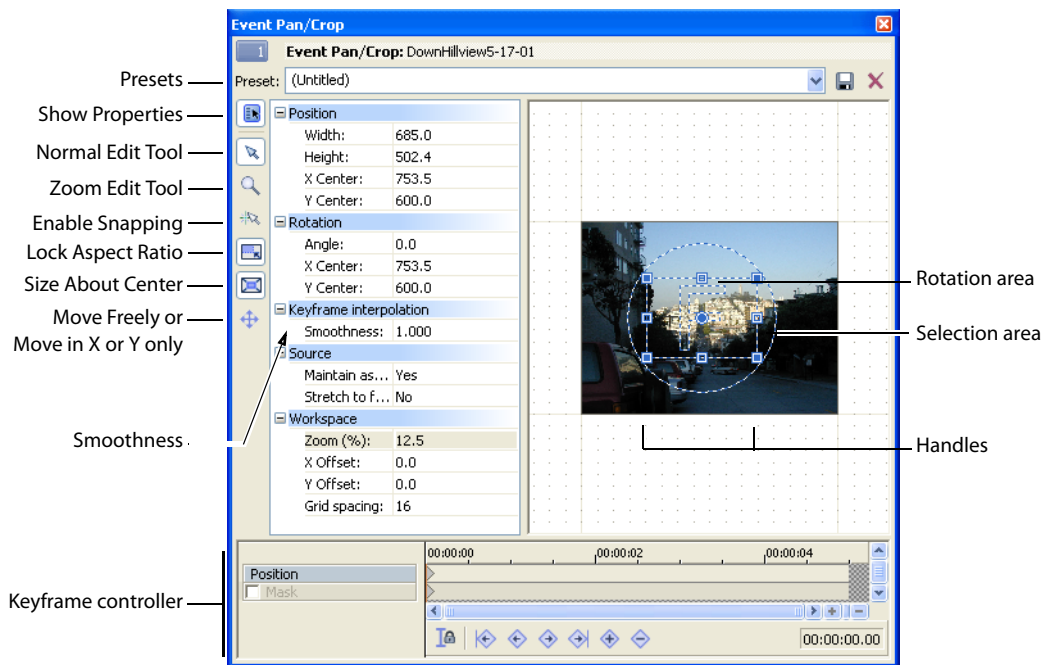 Event Pan/Crop
1 Event Pan/Crop: DownHillview5-17-01
Presets
Preset: (Untitled)
Show Properties
Normal Edit Tool
Zoom Edit Tool
Enable Snapping
Lock Aspect Ratio
Size About Center
Move Freely or
Move in X or Y only
Smoothness
Keyframe controller
Position
Width: 685.0
Height: 502.4
X Center: 753.5
Y Center: 600.0
Rotation
Angle: 0.0
X Center: 753.5
Y Center: 600.0
Keyframe interpolation
Smoothness: 1.000
Source
Maintain as... Yes
Stretch to f... No
Workspace
Zoom (%): 12.5
X Offset: 0.0
Y Offset: 0.0
Grid spacing: 16
Rotation area
Selection area
Handles
00:00:00 00:00:02 00:00:04
Position
Mask
00:00:00.00